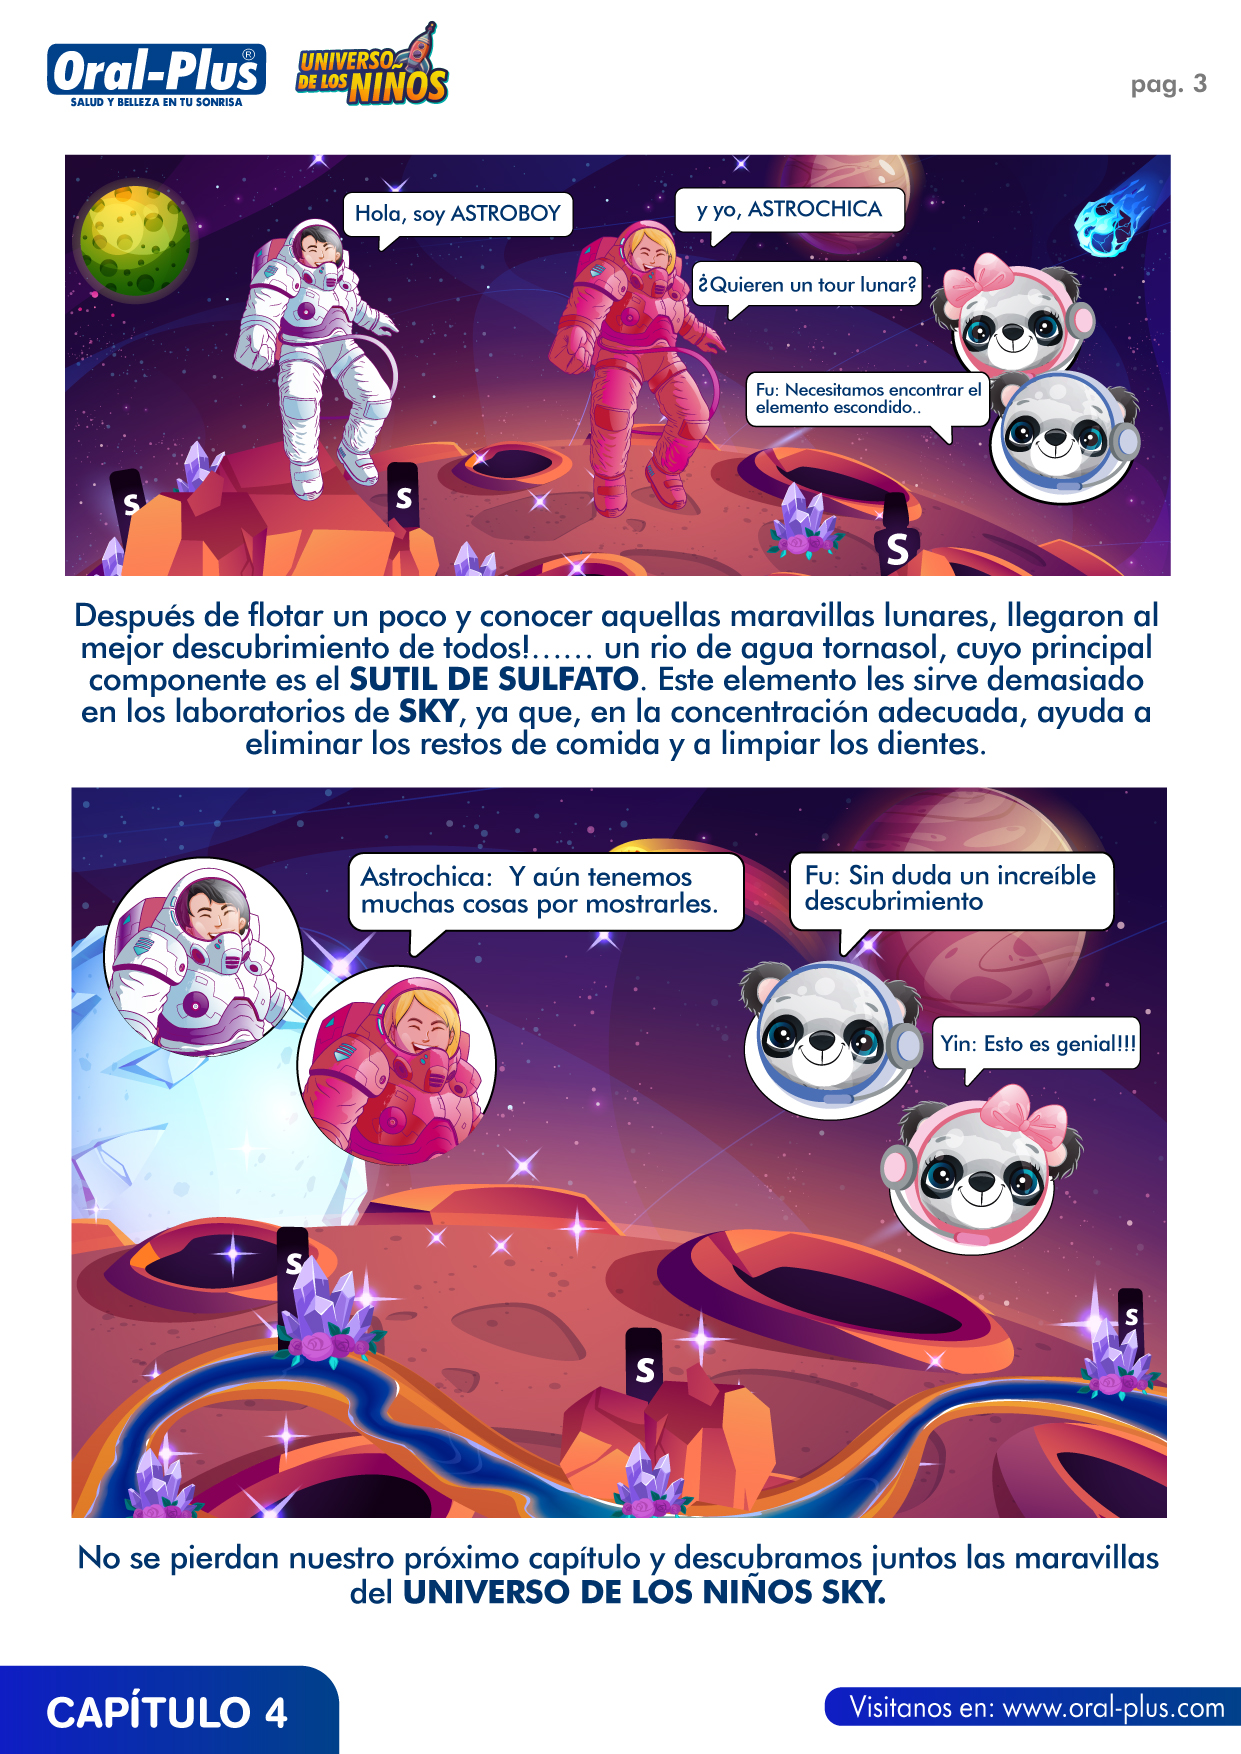 Oral-Plus®
SALUD Y BELLEZA EN TU SONRISA
UNIVERSO
DE LOS NIÑOS
pag. 3
Hola, soy ASTROBOY
y yo, ASTROCHICA
¿Quieren un tour lunar?
Fu: Necesitamos encontrar el
elemento escondido..
S
S
S
Después de flotar un poco y conocer aquellas maravillas lunares, llegaron al
mejor descubrimiento de todos!...... un rio de agua tornasol, cuyo principal
componente es el SUTIL DE SULFATO. Este elemento les sirve demasiado
en los laboratorios de SKY, ya que, en la concentración adecuada, ayuda a
eliminar los restos de comida y a limpiar los dientes.
Astrochica:  Y aún tenemos
muchas cosas por mostrarles.
Fu: Sin duda un increíble
descubrimiento
Yin: Esto es genial!!!
S
S
S
No se pierdan nuestro próximo capítulo y descubramos juntos las maravillas
del UNIVERSO DE LOS NIÑOS SKY.
CAPÍTULO 4
Visitanos en: www.oral-plus.com